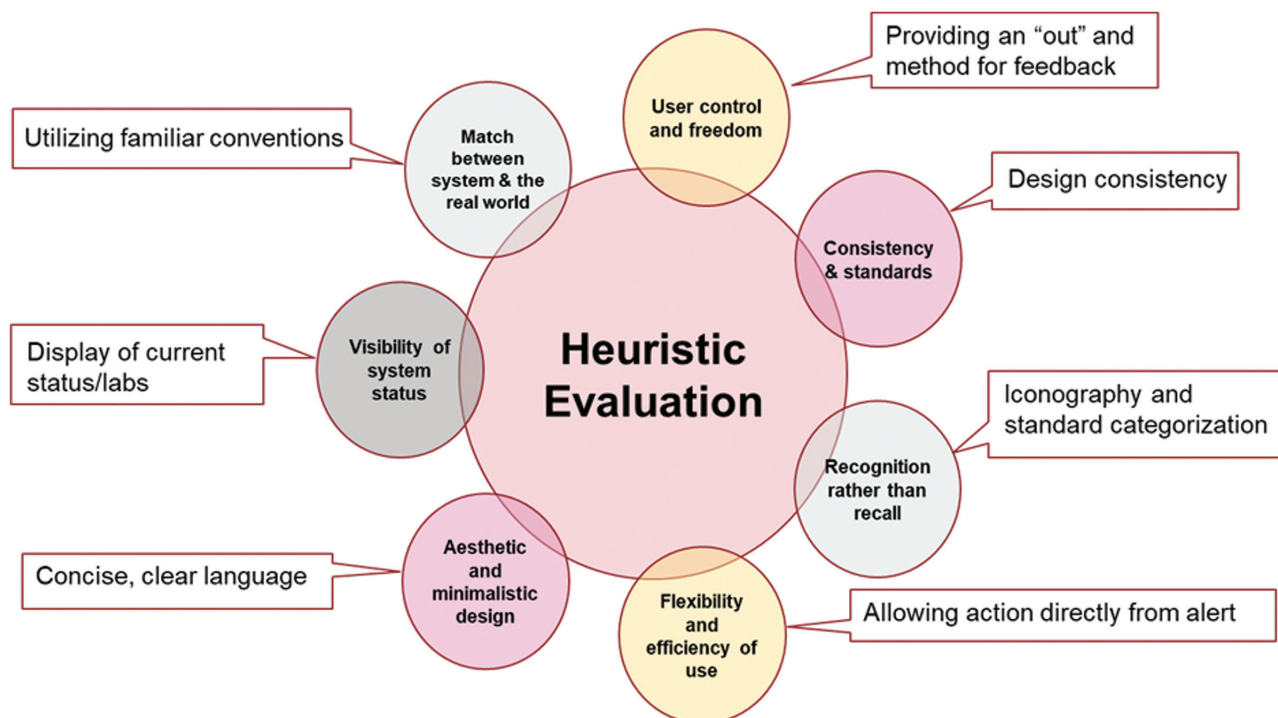 Providing an “out” and
method for feedback
User control
and freedom
Utilizing familiar conventions
Match
between
system & the
real world
Design consistency
Consistency
& standards
Heuristic
Evaluation
Visibility of
system
status
Display of current
status/labs
Iconography and
standard categorization
Recognition
rather than
recall
Aesthetic
and
minimalistic
design
Concise, clear language
Flexibility
and
efficiency of
use
Allowing action directly from alert